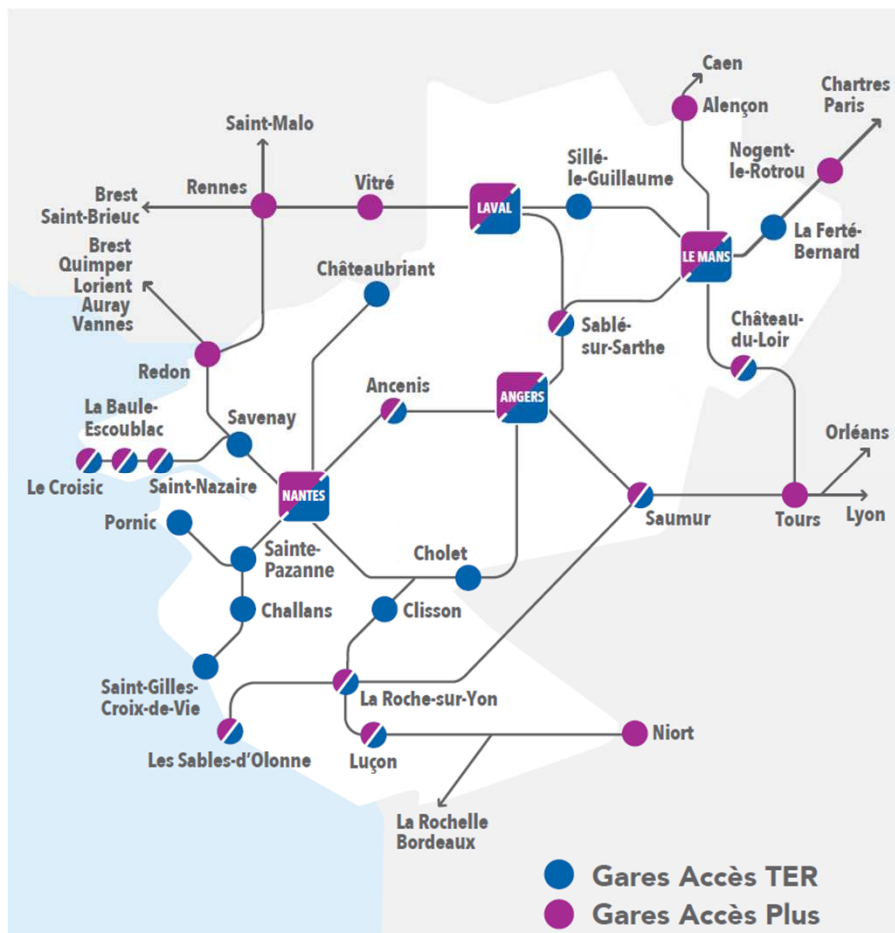 Caen
Chartres
Paris
Alençon
Saint-Malo
Nogent-
le-Rotrou
Sillé-
le-Guillaume
Rennes
Vitré
Brest
Saint-Brieuc
LAVAL
La Ferté-
Bernard
LE MANS
Brest
Quimper
Lorient
Auray
Vannes
Châteaubriant
Sablé-
sur-Sarthe
Château-
du-Loir
Redon
Ancenis
ANGERS
La Baule-
Escoublac
Savenay
Orléans
Le Croisic
Saint-Nazaire
NANTES
Saumur
Tours
Lyon
Pornic
Sainte-
Pazanne
Cholet
Challans
Clisson
Saint-Gilles-
Croix-de-Vie
La Roche-sur-Yon
Les Sables-d'Olonne
Luçon
Niort
La Rochelle
Bordeaux
Gares Accès TER
Gares Accès Plus